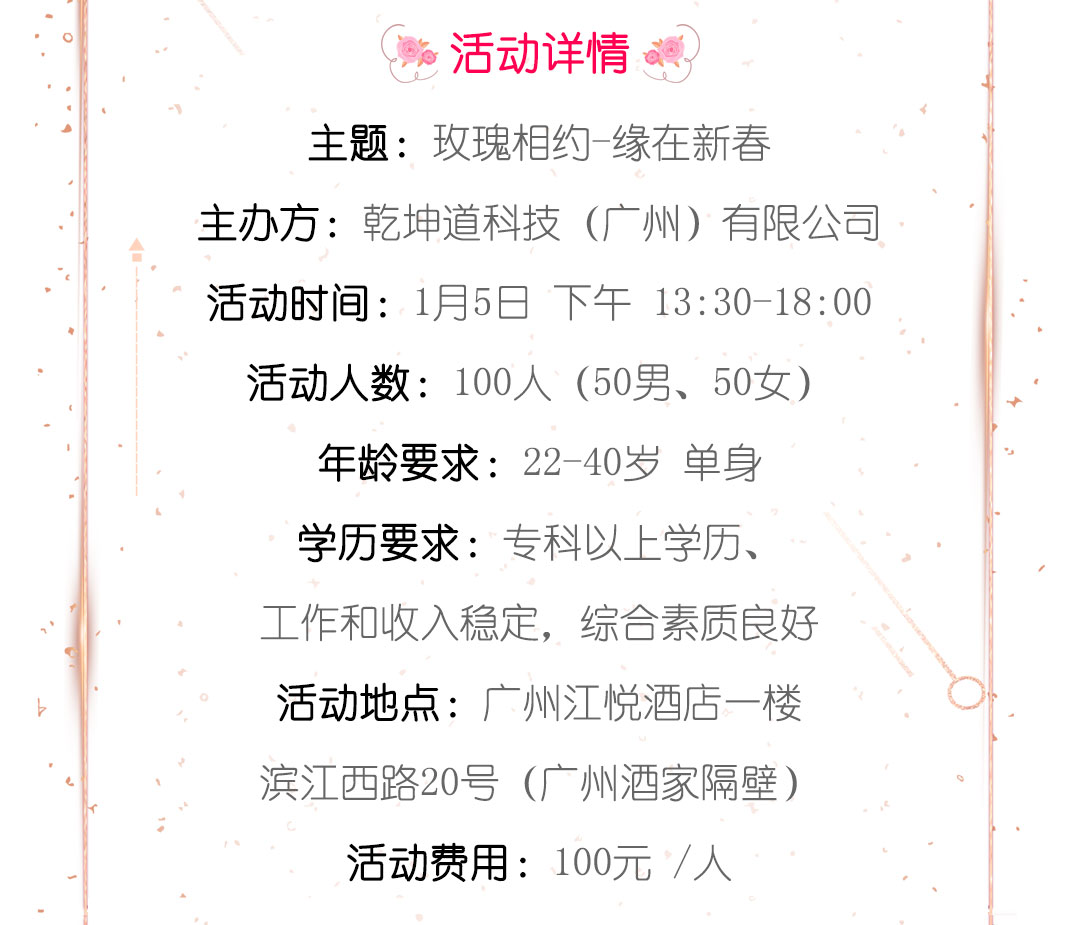 活动详情
主题：玫瑰相约-缘在新春
主办方：乾坤道科技（广州）有限公司
活动时间：1月5日 下午 13:30-18:00
活动人数：100人（50男、50女）
年龄要求：22-40岁 单身
学历要求：专科以上学历、
工作和收入稳定，综合素质良好
活动地点：广州江悦酒店一楼
滨江西路20号（广州酒家隔壁）
活动费用：100元 /人